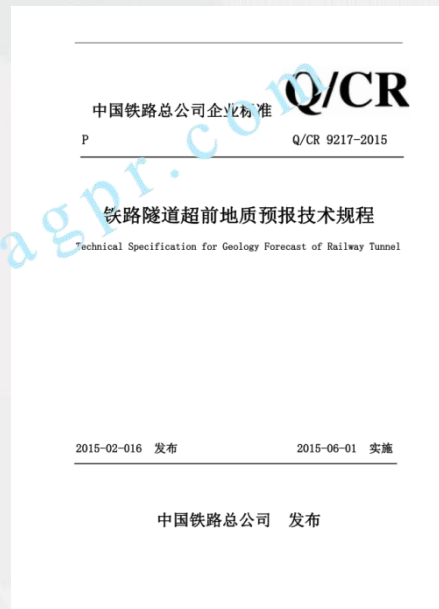 Q/CR
中国铁路总公司企业标准
P Q/CR 9217-2015
铁路隧道超前地质预报技术规程
Technical Specification for Geology Forecast of Railway Tunnel
2015-02-016 发布 2015-06-01 实施
中国铁路总公司 发布
agpr.com